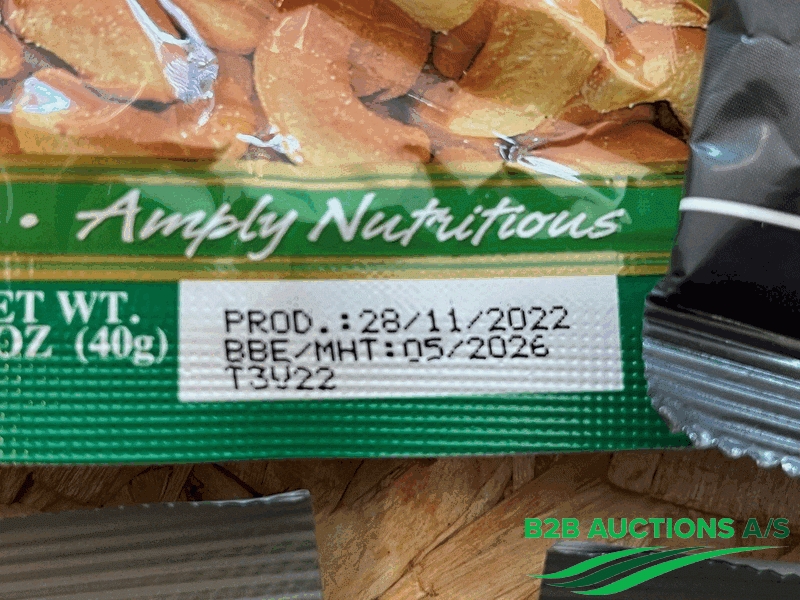 • Amply Nutritious
ET WT.
OZ (40g)
PROD.:28/11/2022
BBE/MHT:05/2026
T3V22
B2B AUCTIONS A/S